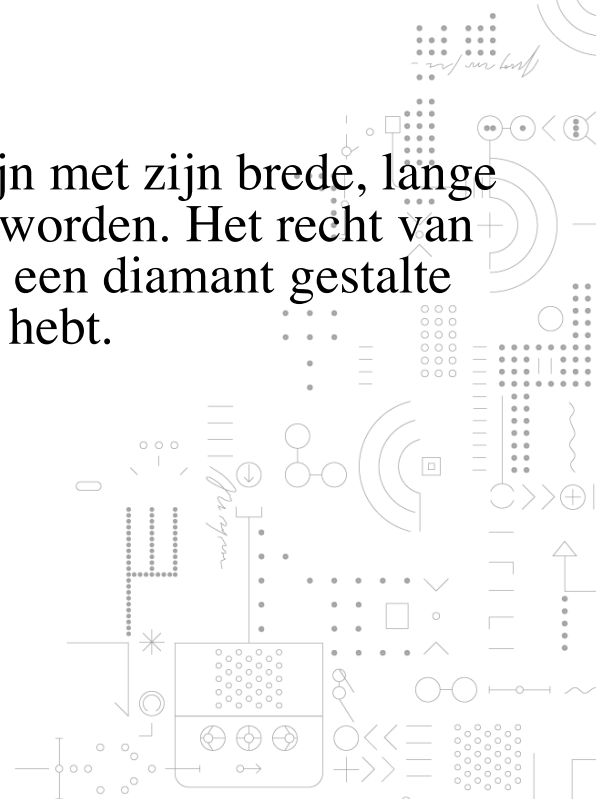 jn met zijn brede, lange
worden. Het recht van
een diamant gestalte
hebt.